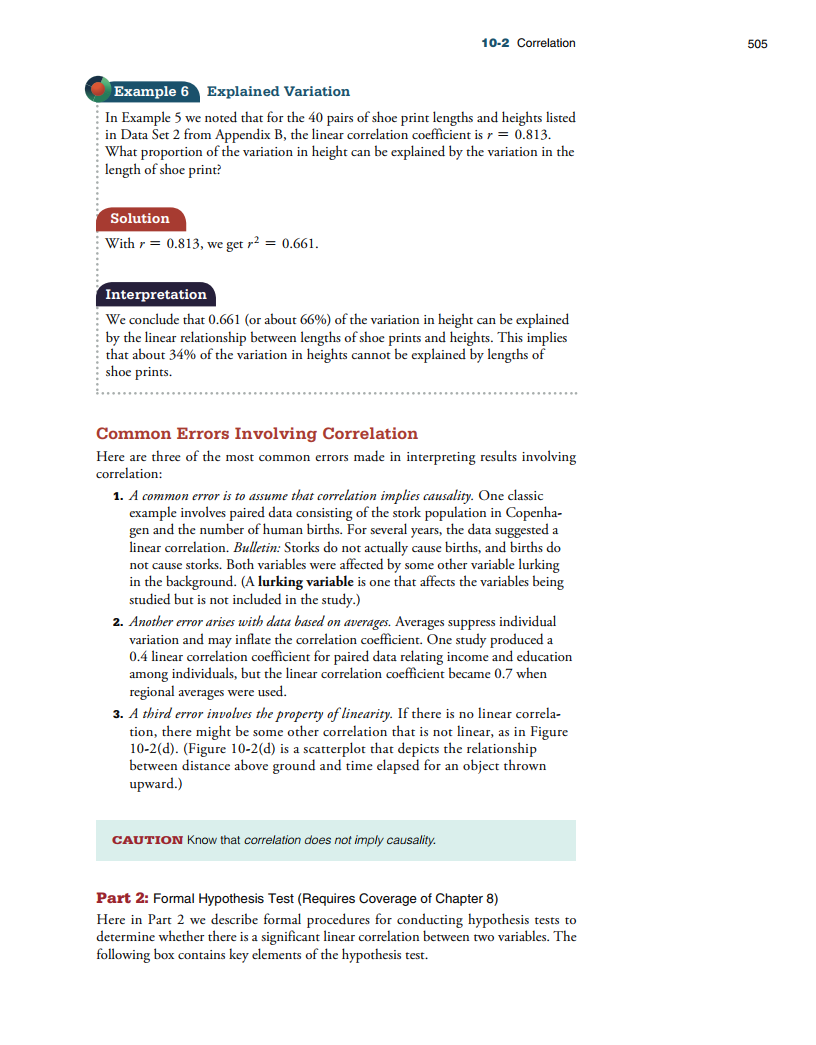 10-2 Correlation 505
Example 6 Explained Variation
In Example 5 we noted that for the 40 pairs of shoe print lengths and heights listed
in Data Set 2 from Appendix B, the linear correlation coefficient is r = 0.813.
What proportion of the variation in height can be explained by the variation in the
length of shoe print?
Solution
With r = 0.813, we get r² = 0.661.
Interpretation
We conclude that 0.661 (or about 66%) of the variation in height can be explained
by the linear relationship between lengths of shoe prints and heights. This implies
that about 34% of the variation in heights cannot be explained by lengths of
shoe prints.
Common Errors Involving Correlation
Here are three of the most common errors made in interpreting results involving
correlation:
1. A common error is to assume that correlation implies causality. One classic
example involves paired data consisting of the stork population in Copenha-
gen and the number of human births. For several years, the data suggested a
linear correlation. Bulletin: Storks do not actually cause births, and births do
not cause storks. Both variables were affected by some other variable lurking
in the background. (A lurking variable is one that affects the variables being
studied but is not included in the study.)
2. Another error arises with data based on averages. Averages suppress individual
variation and may inflate the correlation coefficient. One study produced a
0.4 linear correlation coefficient for paired data relating income and education
among individuals, but the linear correlation coefficient became 0.7 when
regional averages were used.
3. A third error involves the property of linearity. If there is no linear correla-
tion, there might be some other correlation that is not linear, as in Figure
10-2(d). (Figure 10-2(d) is a scatterplot that depicts the relationship
between distance above ground and time elapsed for an object thrown
upward.)
CAUTION Know that correlation does not imply causality.
Part 2: Formal Hypothesis Test (Requires Coverage of Chapter 8)
Here in Part 2 we describe formal procedures for conducting hypothesis tests to
determine whether there is a significant linear correlation between two variables. The
following box contains key elements of the hypothesis test.